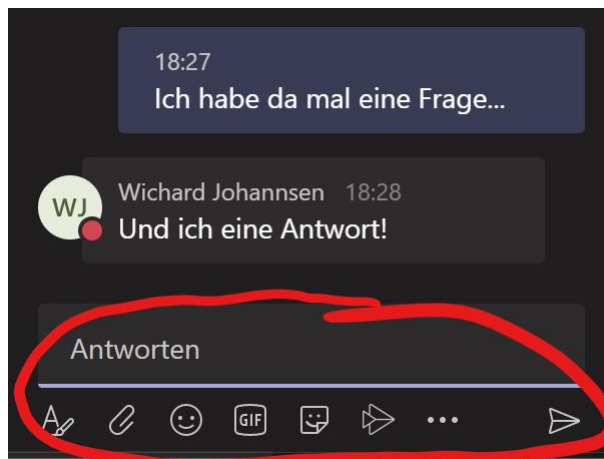 18:27
Ich habe da mal eine Frage...
WJ
Wichard Johannsen 18:28
Und ich eine Antwort!
Antworten
GIF